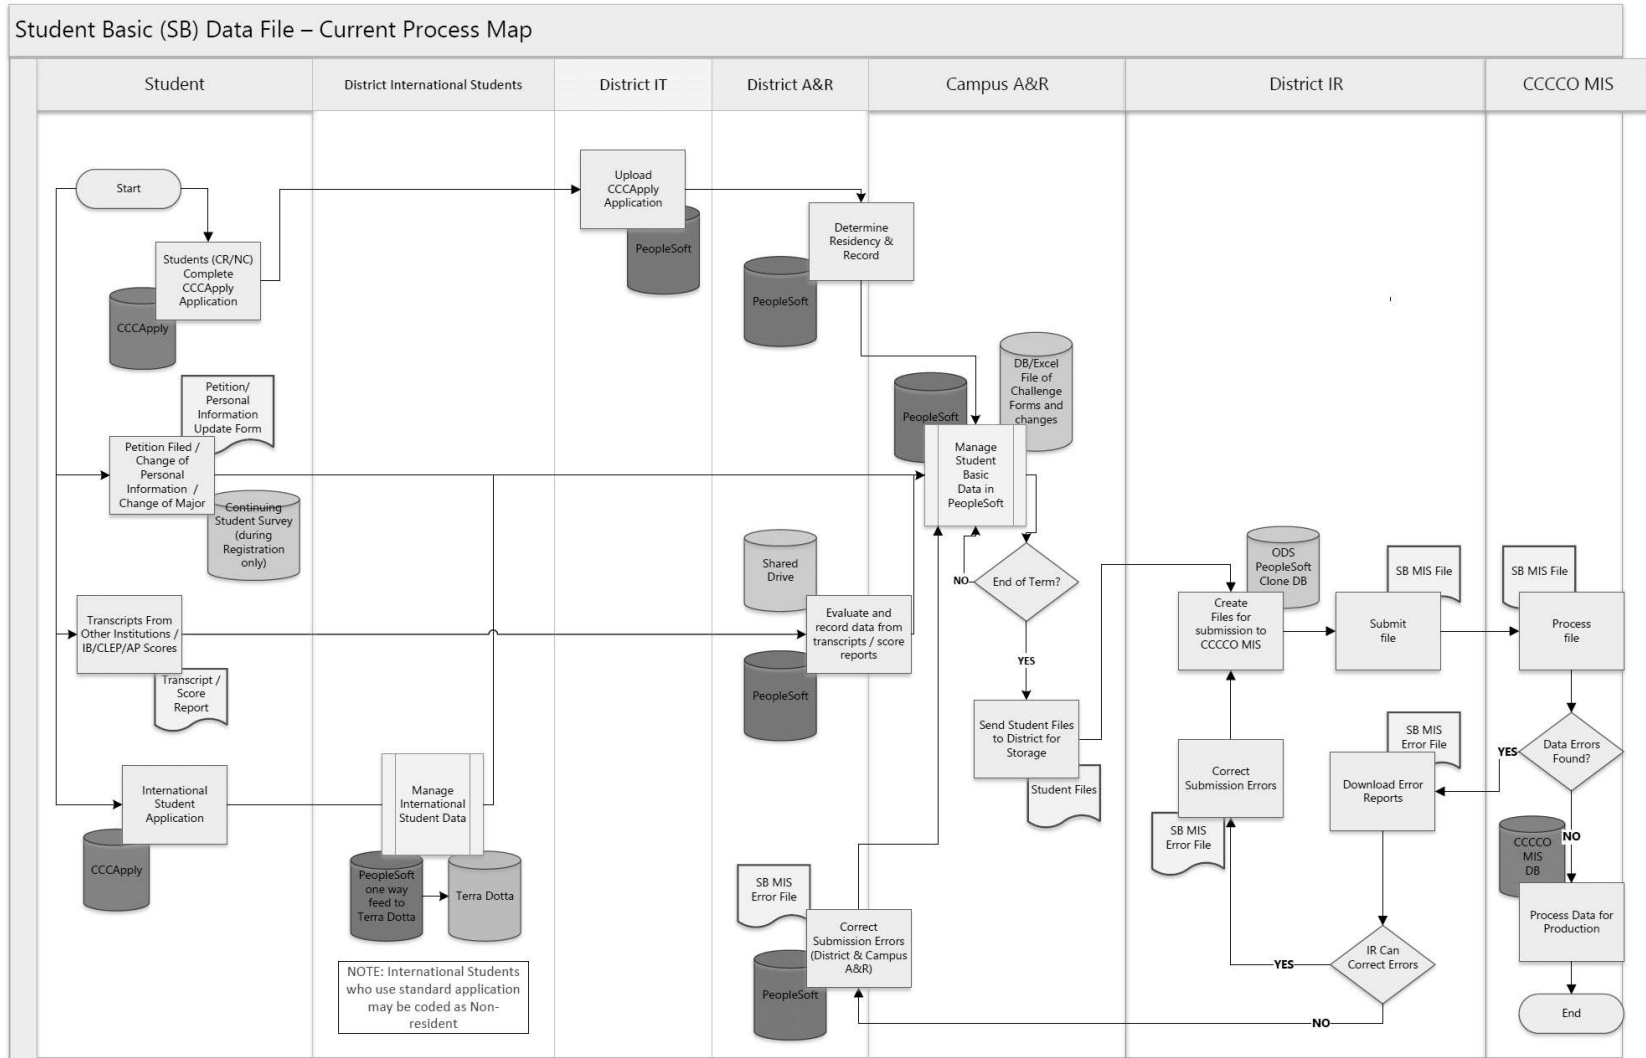 Student Basic (SB) Data File – Current Process Map
Student
District International Students
District IT
District A&R
Campus A&R
District IR
CCCCO MIS
Start
Students (CR/NC)
Complete
CCCApply
Application
CCCApply
Upload
CCCApply
Application
PeopleSoft
Determine
Residency &
Record
PeopleSoft
Petition/
Personal
Information
Update Form
Petition Filed /
Change of
Personal
Information /
Change of Major
Continuing
Student Survey
(during
Registration
only)
PeopleSoft
DB/Excel
File of
Challenge
Forms and
changes
Manage
Student
Basic
Data in
PeopleSoft
NO
End of Term?
YES
Transcripts From
Other Institutions /
IB/CLEP/AP Scores
Transcript /
Score
Report
Shared
Drive
Evaluate and
record data from
transcripts / score
reports
PeopleSoft
Send Student Files
to District for
Storage
Student Files
ODS
PeopleSoft
Clone DB
Create
Files for
submission to
CCCCO MIS
SB MIS File
Submit
file
SB MIS File
Process
file
International
Student
Application
CCCApply
Manage
International
Student Data
PeopleSoft
one way
feed to
Terra Dotta
Terra Dotta
NOTE: International Students
who use standard application
may be coded as Non-
resident
SB MIS
Error File
Correct
Submission Errors
(District & Campus
A&R)
PeopleSoft
Correct
Submission Errors
SB MIS
Error File
SB MIS
Error File
Download Error
Reports
YES
Data Errors
Found?
NO
CCCCO
MIS
DB
Process Data for
Production
IR Can
Correct Errors
YES
NO
End